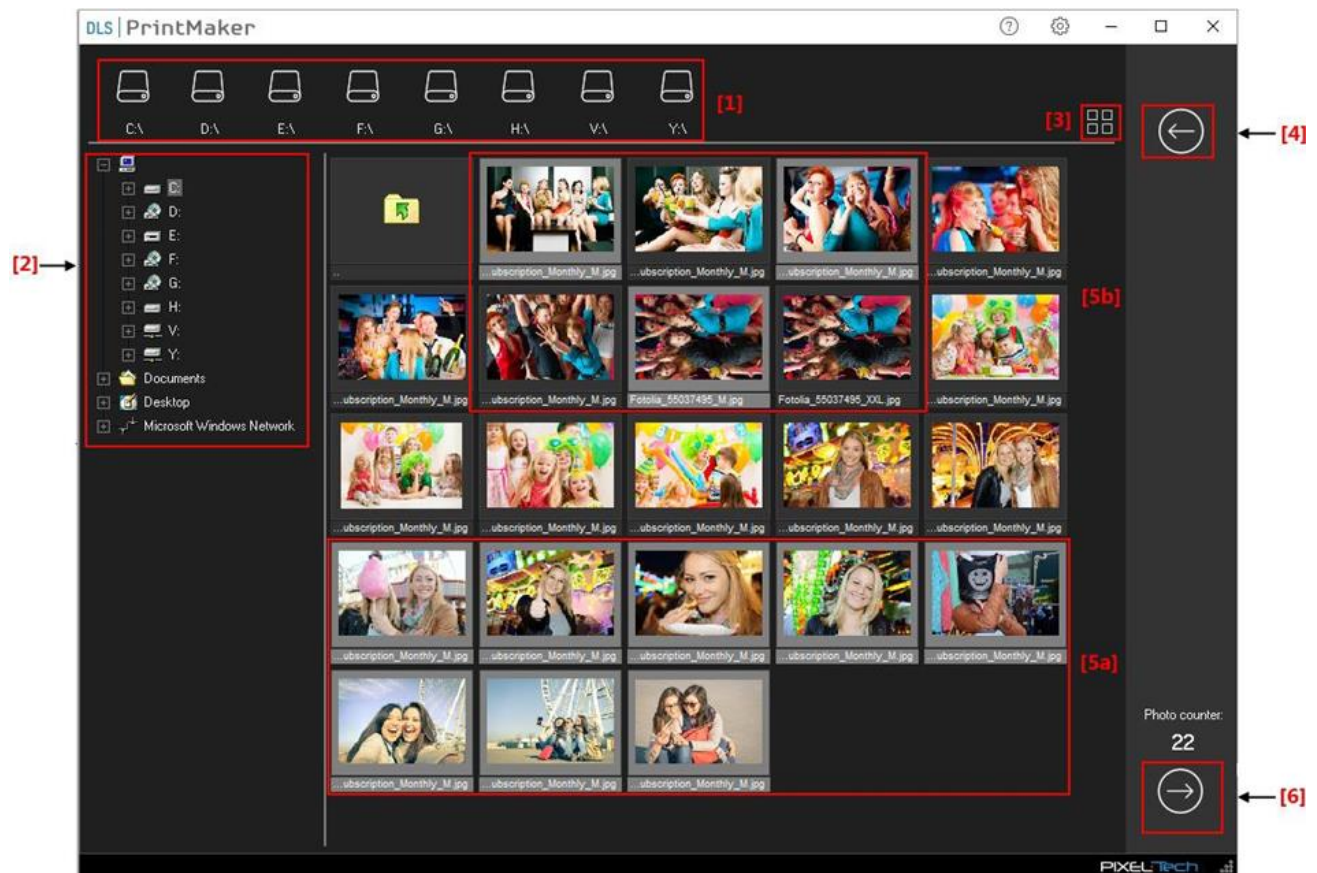 DLS | PrintMaker
?
C:\ D:\ E:\ F:\ G:\ H:\ V:\ Y:\
[1]
[3]
[4]
[2]
C:
D:
E:
F:
G:
H:
V:
Y:
Documents
Desktop
Microsoft Windows Network
.. ...ubscription_Monthly_M.jpg ...ubscription_Monthly_M.jpg ...ubscription_Monthly_M.jpg ...ubscription_Monthly_M.jpg
[5b]
...ubscription_Monthly_M.jpg ...ubscription_Monthly_M.jpg Fotolia_55037495_M.jpg Fotolia_55037495_XXL.jpg ...ubscription_Monthly_M.jpg
...ubscription_Monthly_M.jpg ...ubscription_Monthly_M.jpg ...ubscription_Monthly_M.jpg ...ubscription_Monthly_M.jpg ...ubscription_Monthly_M.jpg
...ubscription_Monthly_M.jpg ...ubscription_Monthly_M.jpg ...ubscription_Monthly_M.jpg ...ubscription_Monthly_M.jpg ...ubscription_Monthly_M.jpg
[5a]
...ubscription_Monthly_M.jpg ...ubscription_Monthly_M.jpg ...ubscription_Monthly_M.jpg
Photo counter:
22
[6]
PIXEL-Tech